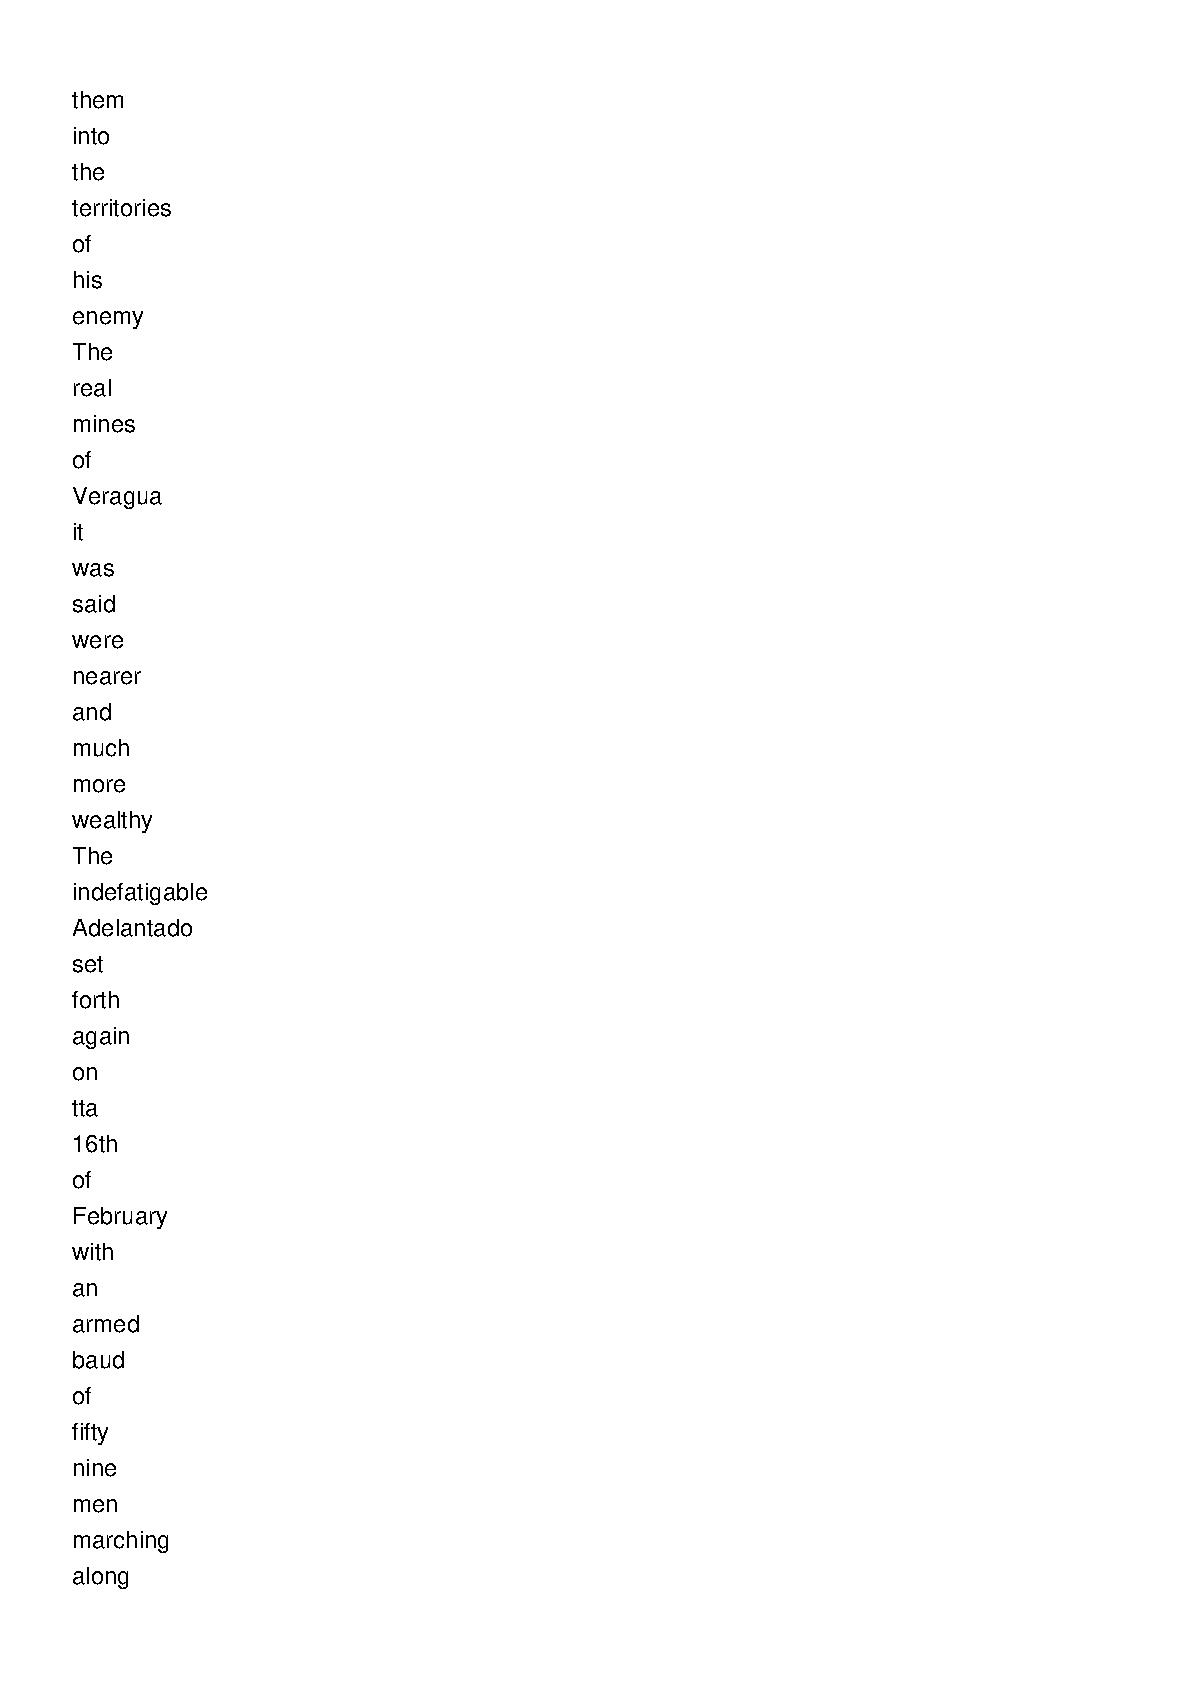 them
into
the
territories
of
his
enemy
The
real
mines
of
Veragua
it
was
said
were
nearer
and
much
more
wealthy
The
indefatigable
Adelantado
set
forth
again
on
tta
16th
of
February
with
an
armed
baud
of
fifty
nine
men
marching
along